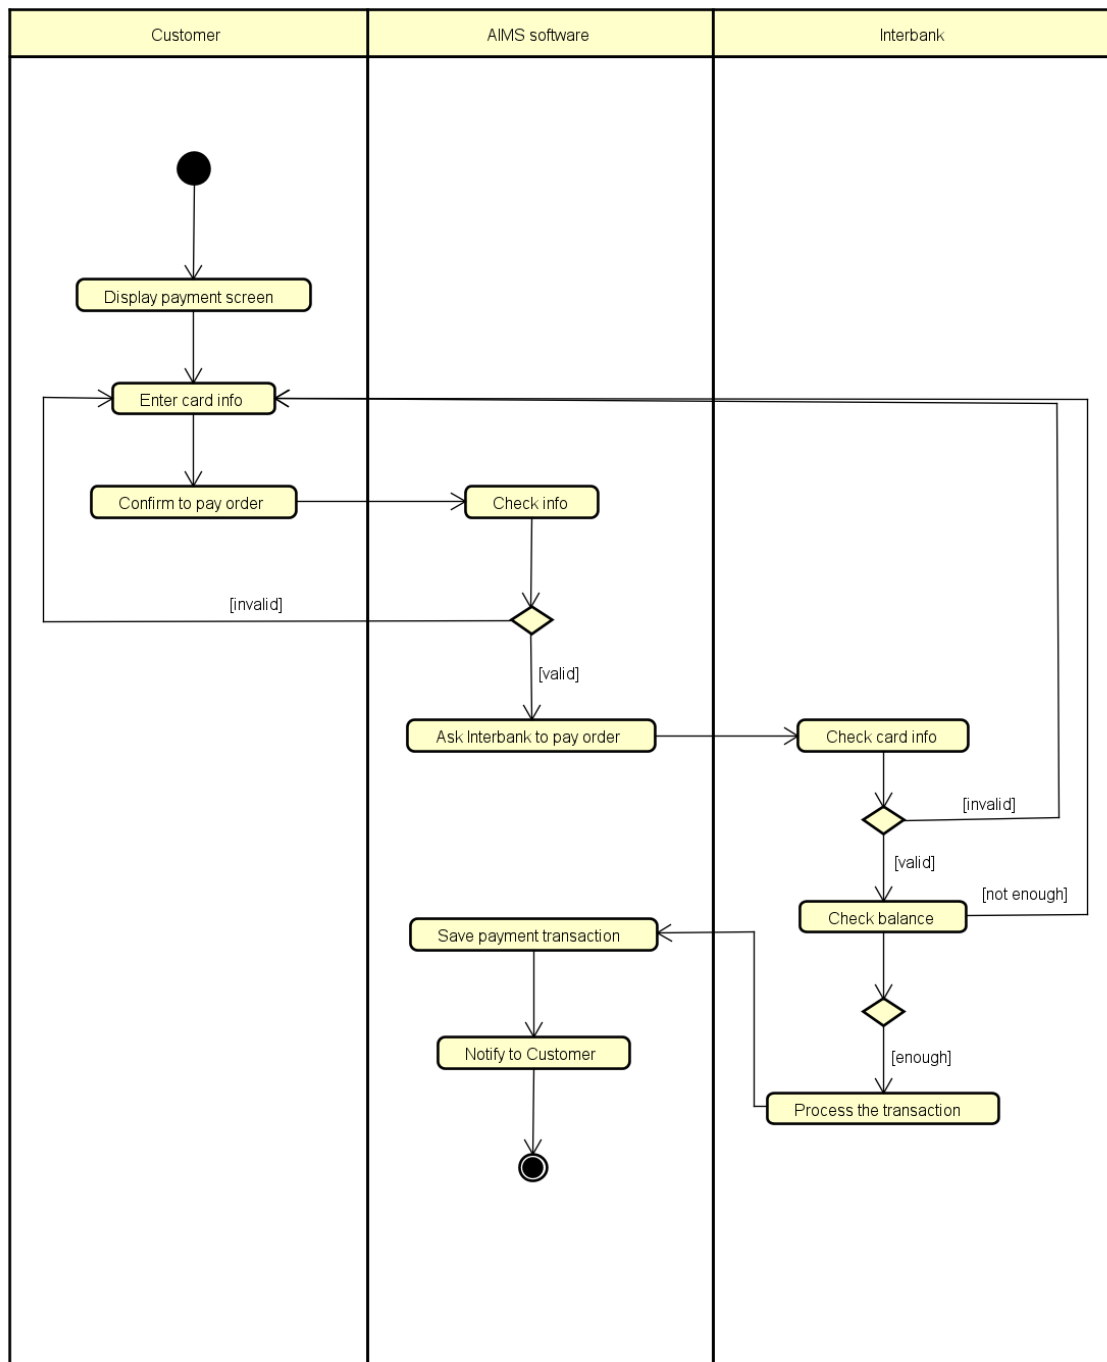 Customer
AIMS software
Interbank
Display payment screen
Enter card info
Confirm to pay order
Check info
[invalid]
[valid]
Ask Interbank to pay order
Check card info
[invalid]
[valid]
[not enough]
Check balance
Save payment transaction
Notify to Customer
[enough]
Process the transaction